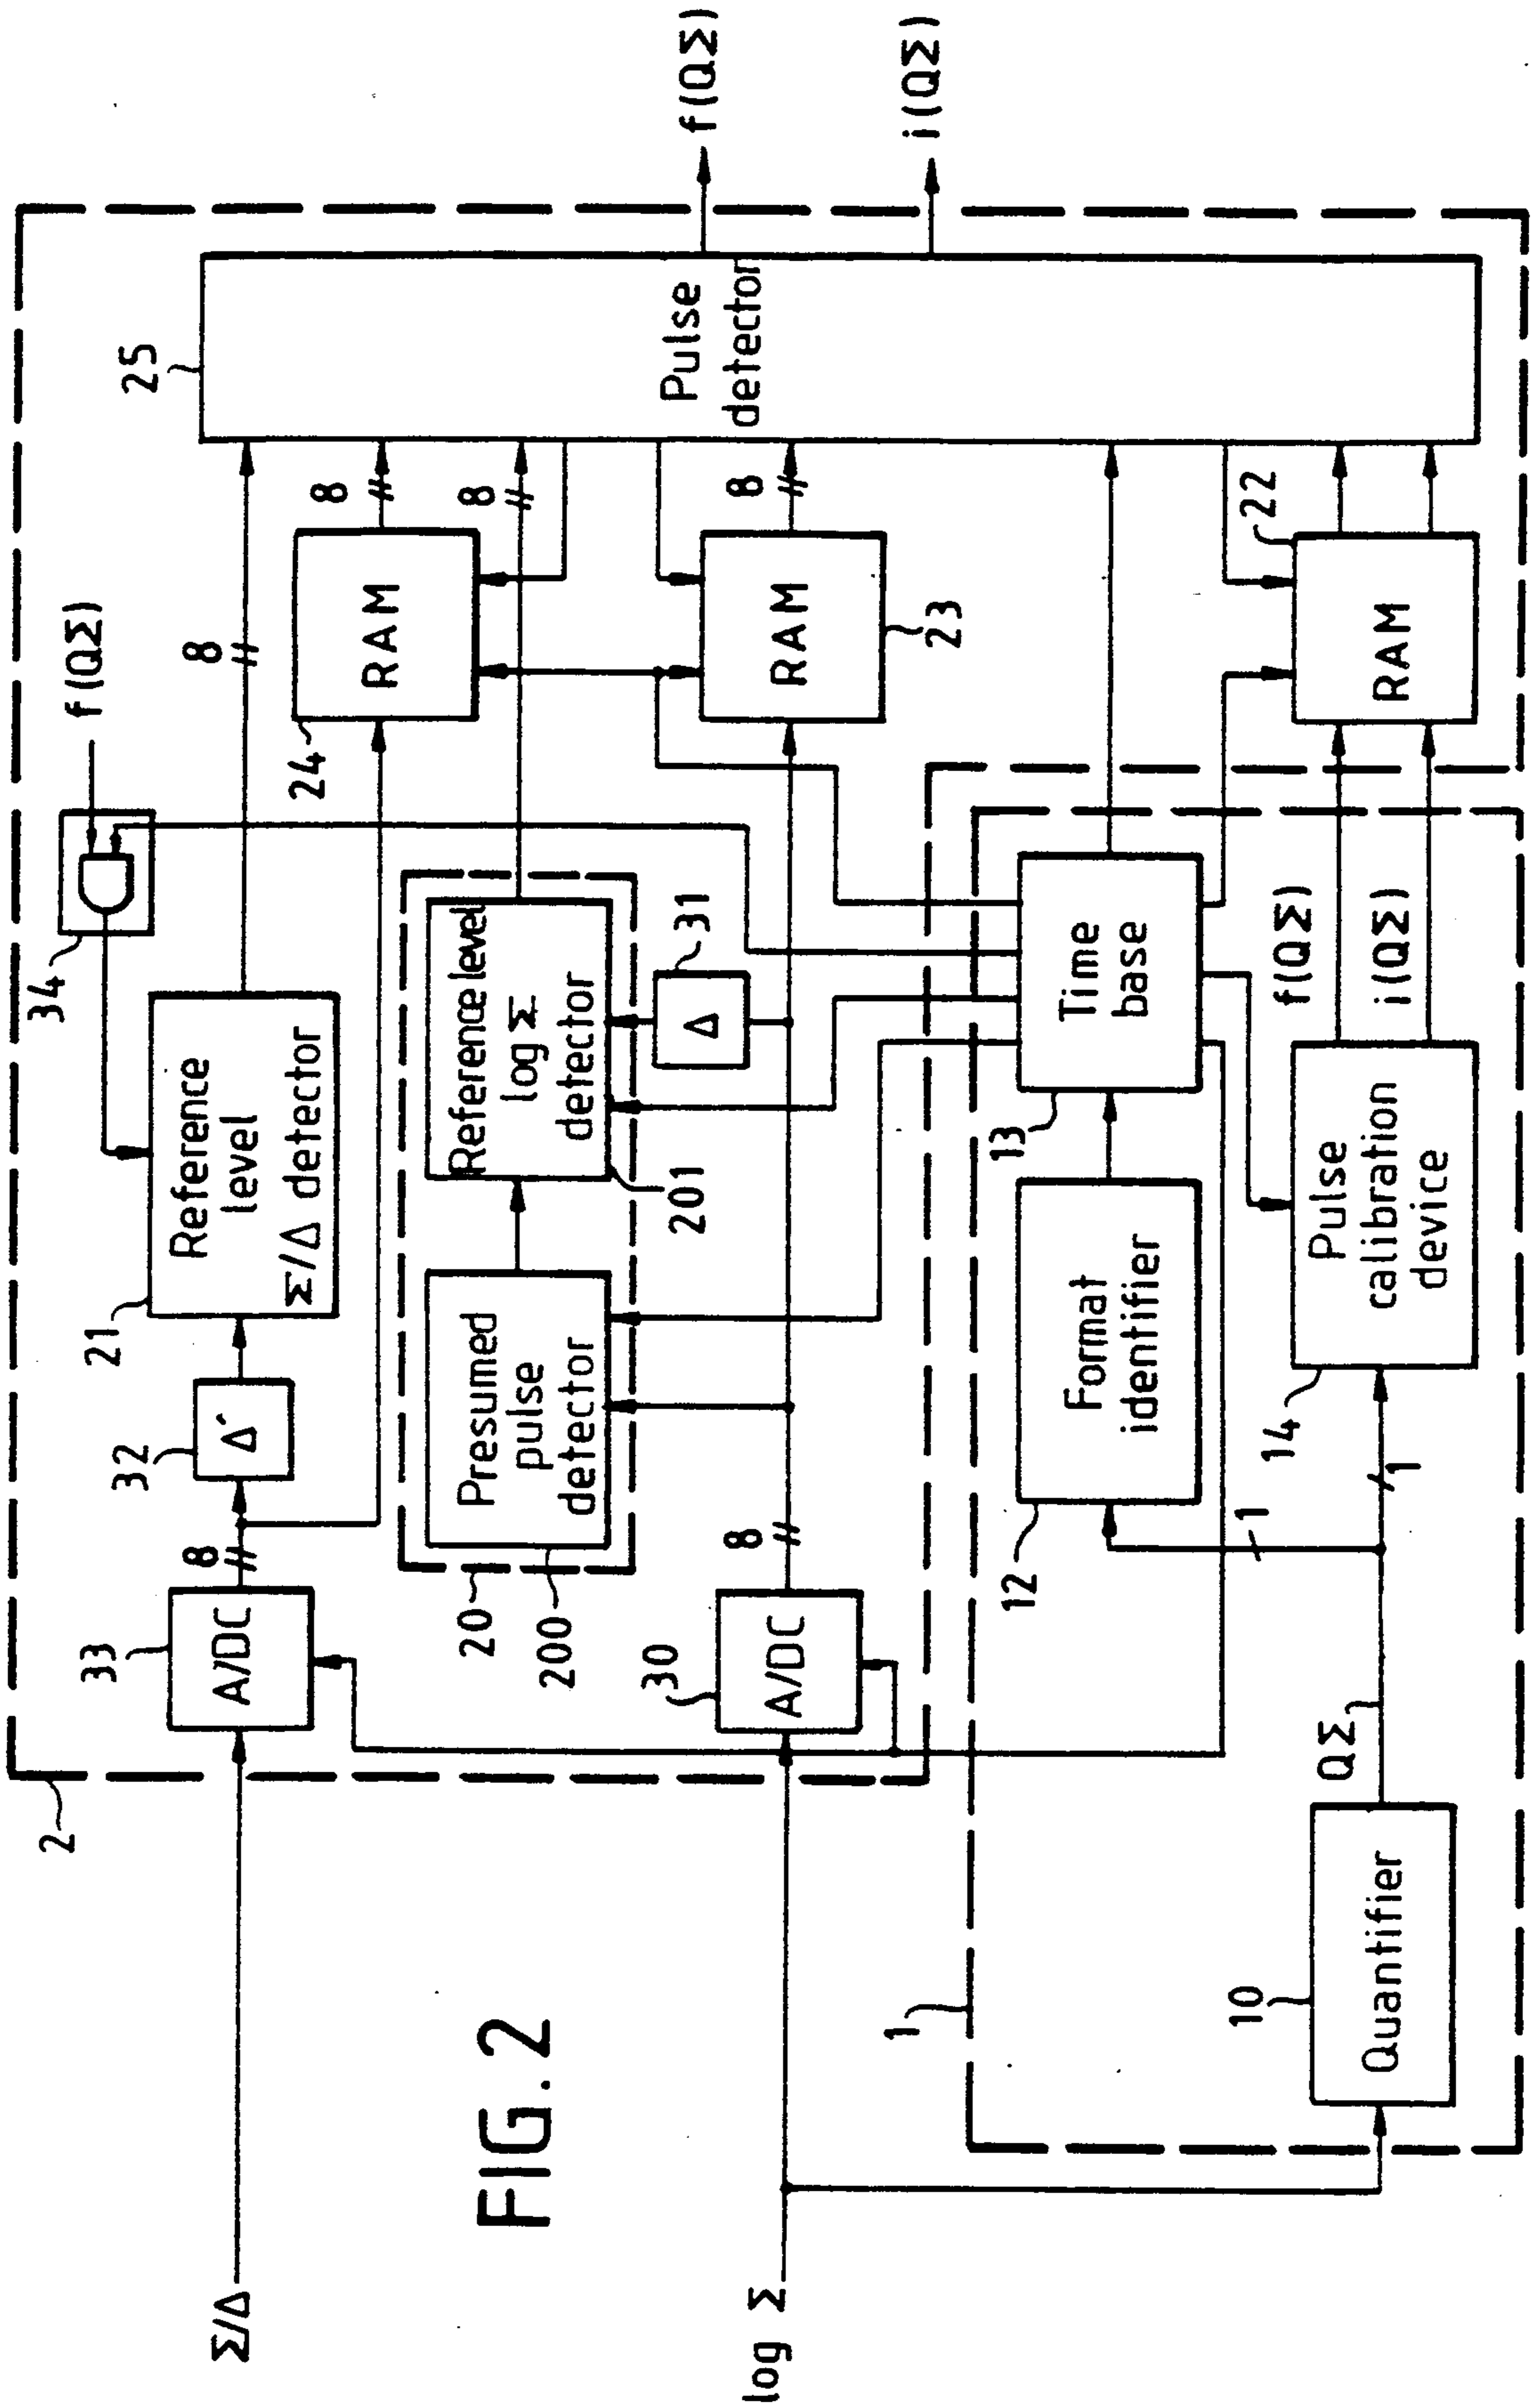 FIG. 2
Σ/Δ
log Σ
2
1
33
A/DC
8
32
Δ'
21
Reference
level
Σ/Δ detector
34
f(QΣ)
8
24
RAM
8
25
Pulse
detector
f(QΣ)
i(QΣ)
20
200
Presumed
pulse
detector
Reference level
log Σ
detector
201
8
31
Δ
30
A/DC
8
RAM
23
8
12
Format
identifier
13
Time
base
10
Quantifier
QΣ
1
1
14
Pulse
calibration
device
f(QΣ)
i(QΣ)
22
RAM